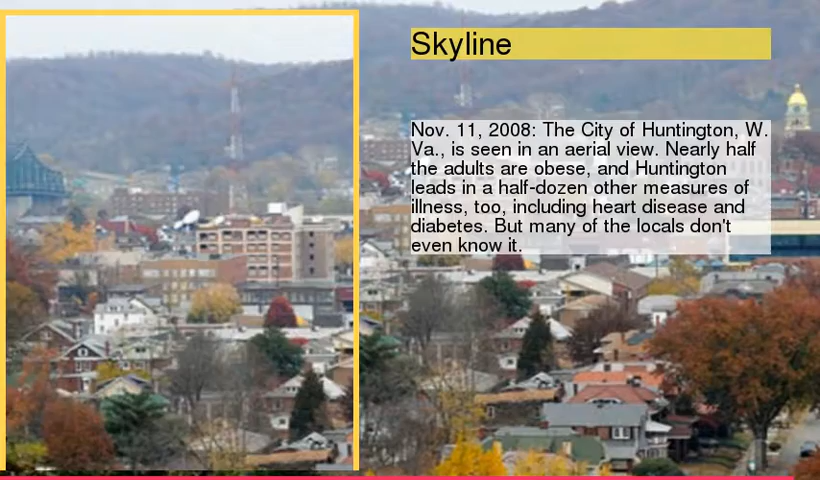 Skyline
Nov. 11, 2008: The City of Huntington, W.
Va., is seen in an aerial view. Nearly half
the adults are obese, and Huntington
leads in a half-dozen other measures of
illness, too, including heart disease and
diabetes. But many of the locals don't
even know it.